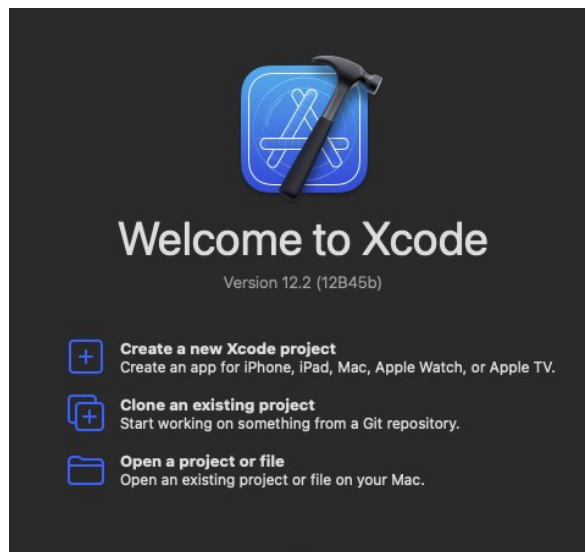 Welcome to Xcode
Version 12.2 (12B45b)
Create a new Xcode project
Create an app for iPhone, iPad, Mac, Apple Watch, or Apple TV.
Clone an existing project
Start working on something from a Git repository.
Open a project or file
Open an existing project or file on your Mac.